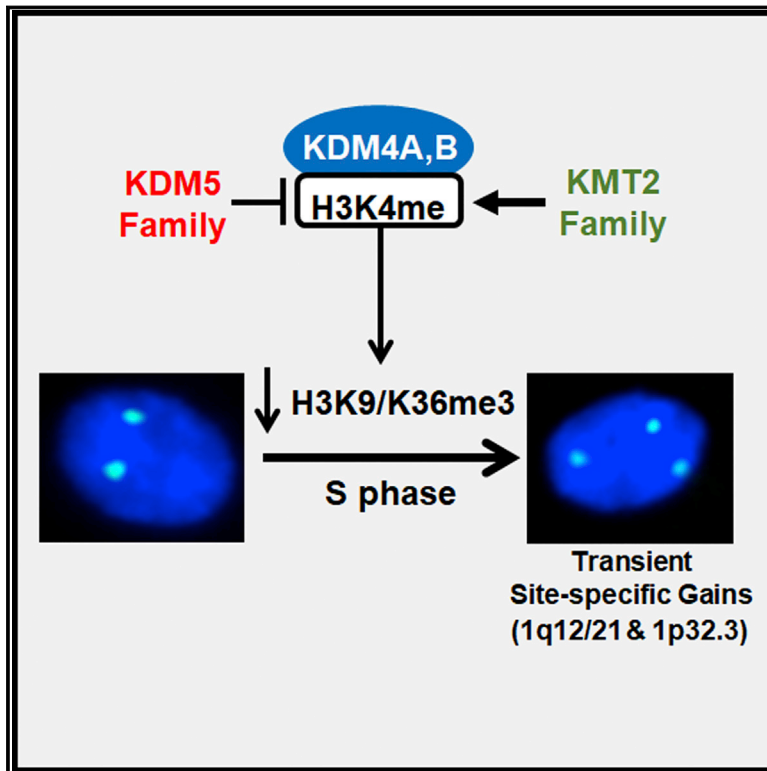 KDM4A,B
KDM5
Family
H3K4me
KMT2
Family
H3K9/K36me3
S phase
Transient
Site-specific Gains
(1q12/21 & 1p32.3)